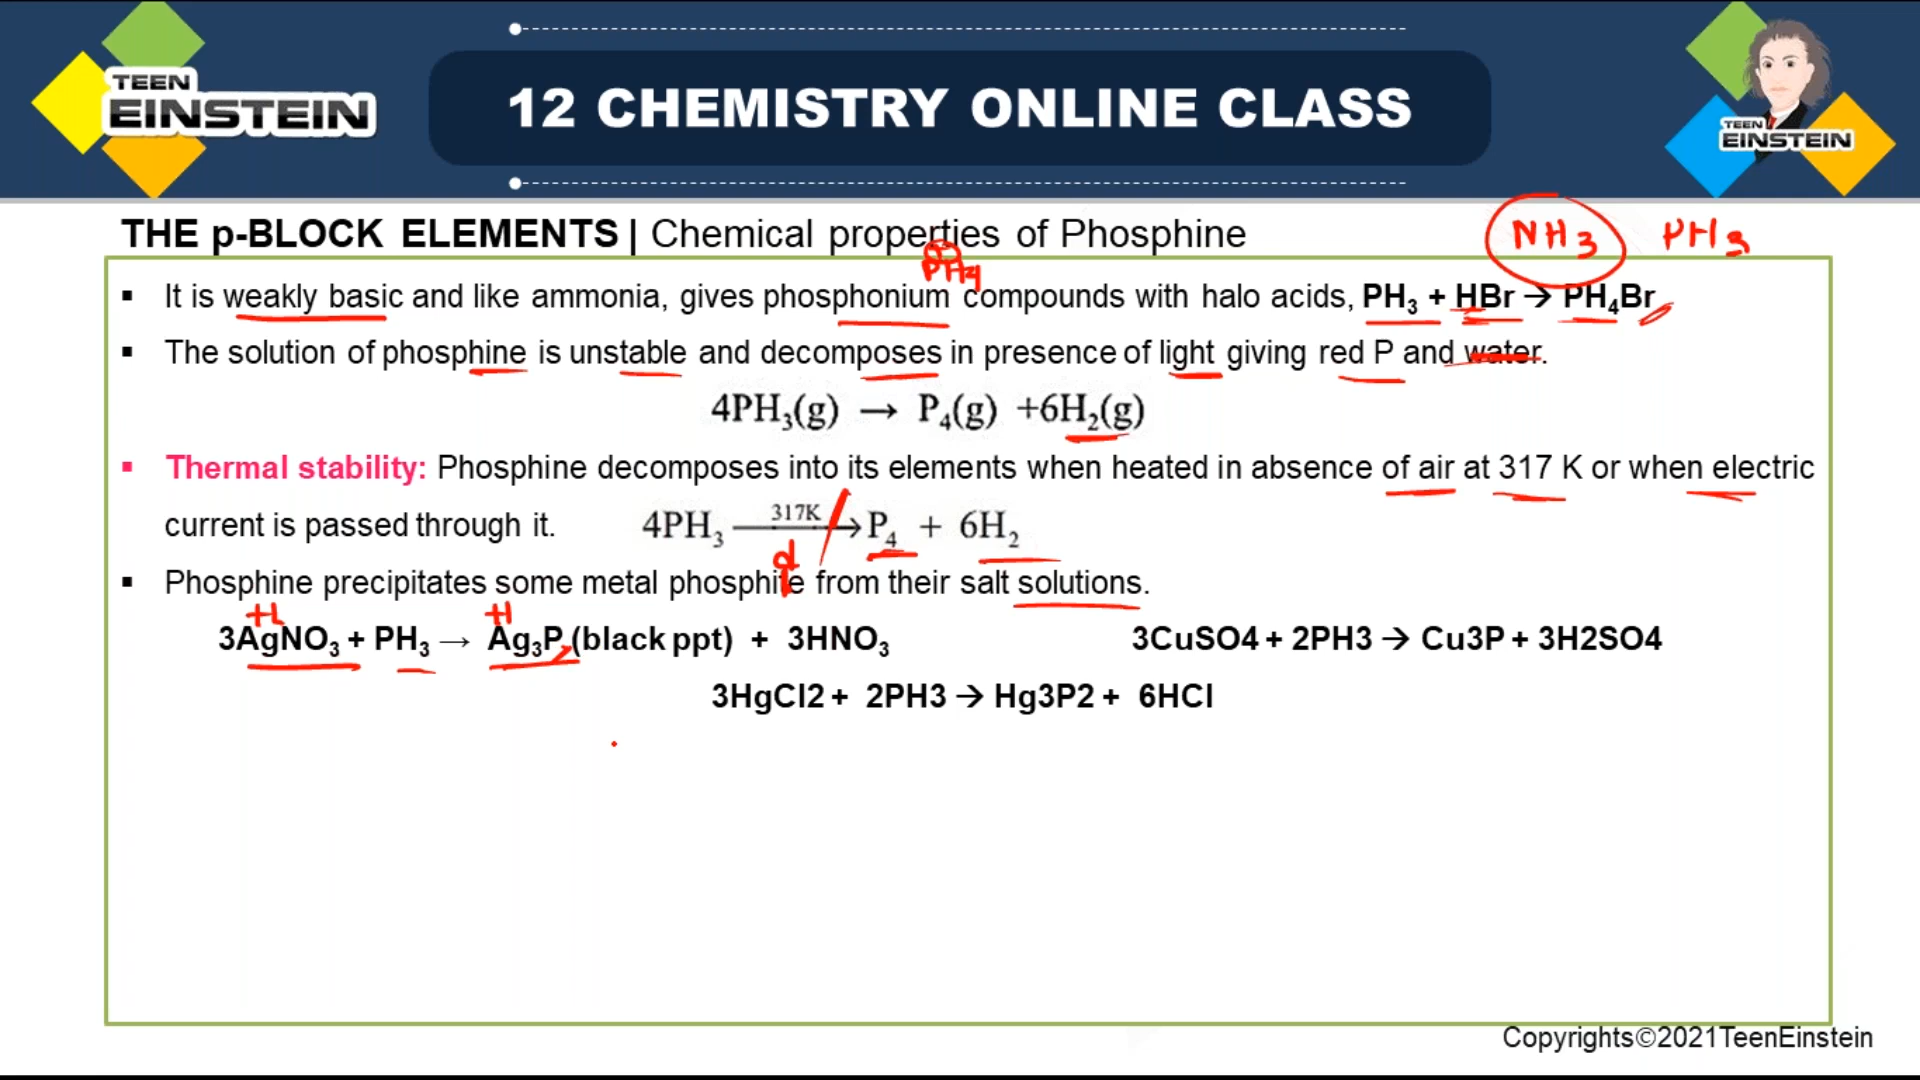 TEEN
EINSTEIN
12 CHEMISTRY ONLINE CLASS
TEEN
EINSTEIN
THE p-BLOCK ELEMENTS | Chemical properties of Phosphine
NH3 PH3
PH4
▪ It is weakly basic and like ammonia, gives phosphonium compounds with halo acids, PH₃ + HBr → PH₄Br
▪ The solution of phosphine is unstable and decomposes in presence of light giving red P and water.
4PH₃(g) → P₄(g) +6H₂(g)
▪ Thermal stability: Phosphine decomposes into its elements when heated in absence of air at 317 K or when electric
current is passed through it. 4PH₃ —317K→ P₄ + 6H₂
d
▪ Phosphine precipitates some metal phosphite from their salt solutions.
+1 +1
3AgNO₃ + PH₃ → Ag₃P (black ppt) + 3HNO₃ 3CuSO4 + 2PH3 → Cu3P + 3H2SO4
3HgCl2 + 2PH3 → Hg3P2 + 6HCl
Copyrights©2021TeenEinstein